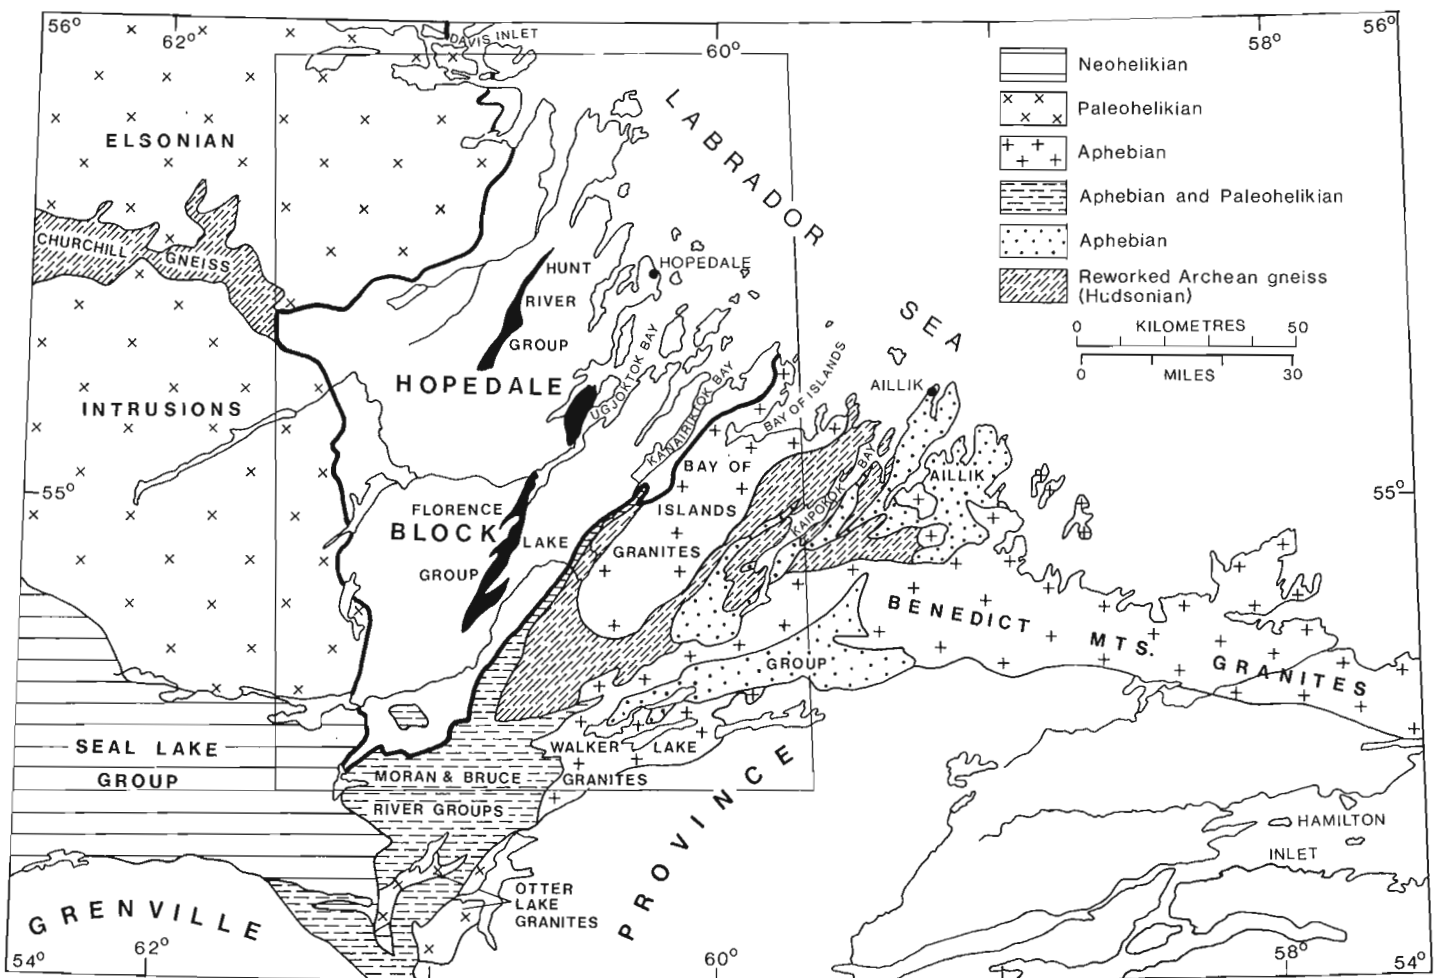 56°
62°
DAVIS INLET
60°
58°
56°
Neohelikian
Paleohelikian
Aphebian
Aphebian and Paleohelikian
Aphebian
Reworked Archean gneiss
(Hudsonian)
0 KILOMETRES 50
0 MILES 30
LABRADOR
SEA
ELSONIAN
CHURCHILL
GNEISS
INTRUSIONS
HUNT
RIVER
GROUP
HOPEDALE
HOPEDALE
UGJOKTOK BAY
KANAIRIKTOK BAY
BAY OF ISLANDS
AILLIK
AILLIK
KAIPOKOK BAY
BAY OF
ISLANDS
GRANITES
55°
55°
FLORENCE
BLOCK
LAKE
GROUP
BENEDICT
MTS.
GRANITES
GROUP
SEAL LAKE
GROUP
WALKER LAKE
GRANITES
MORAN & BRUCE
RIVER GROUPS
OTTER
LAKE
GRANITES
GRENVILLE
PROVINCE
HAMILTON
INLET
54°
62°
60°
58°
54°